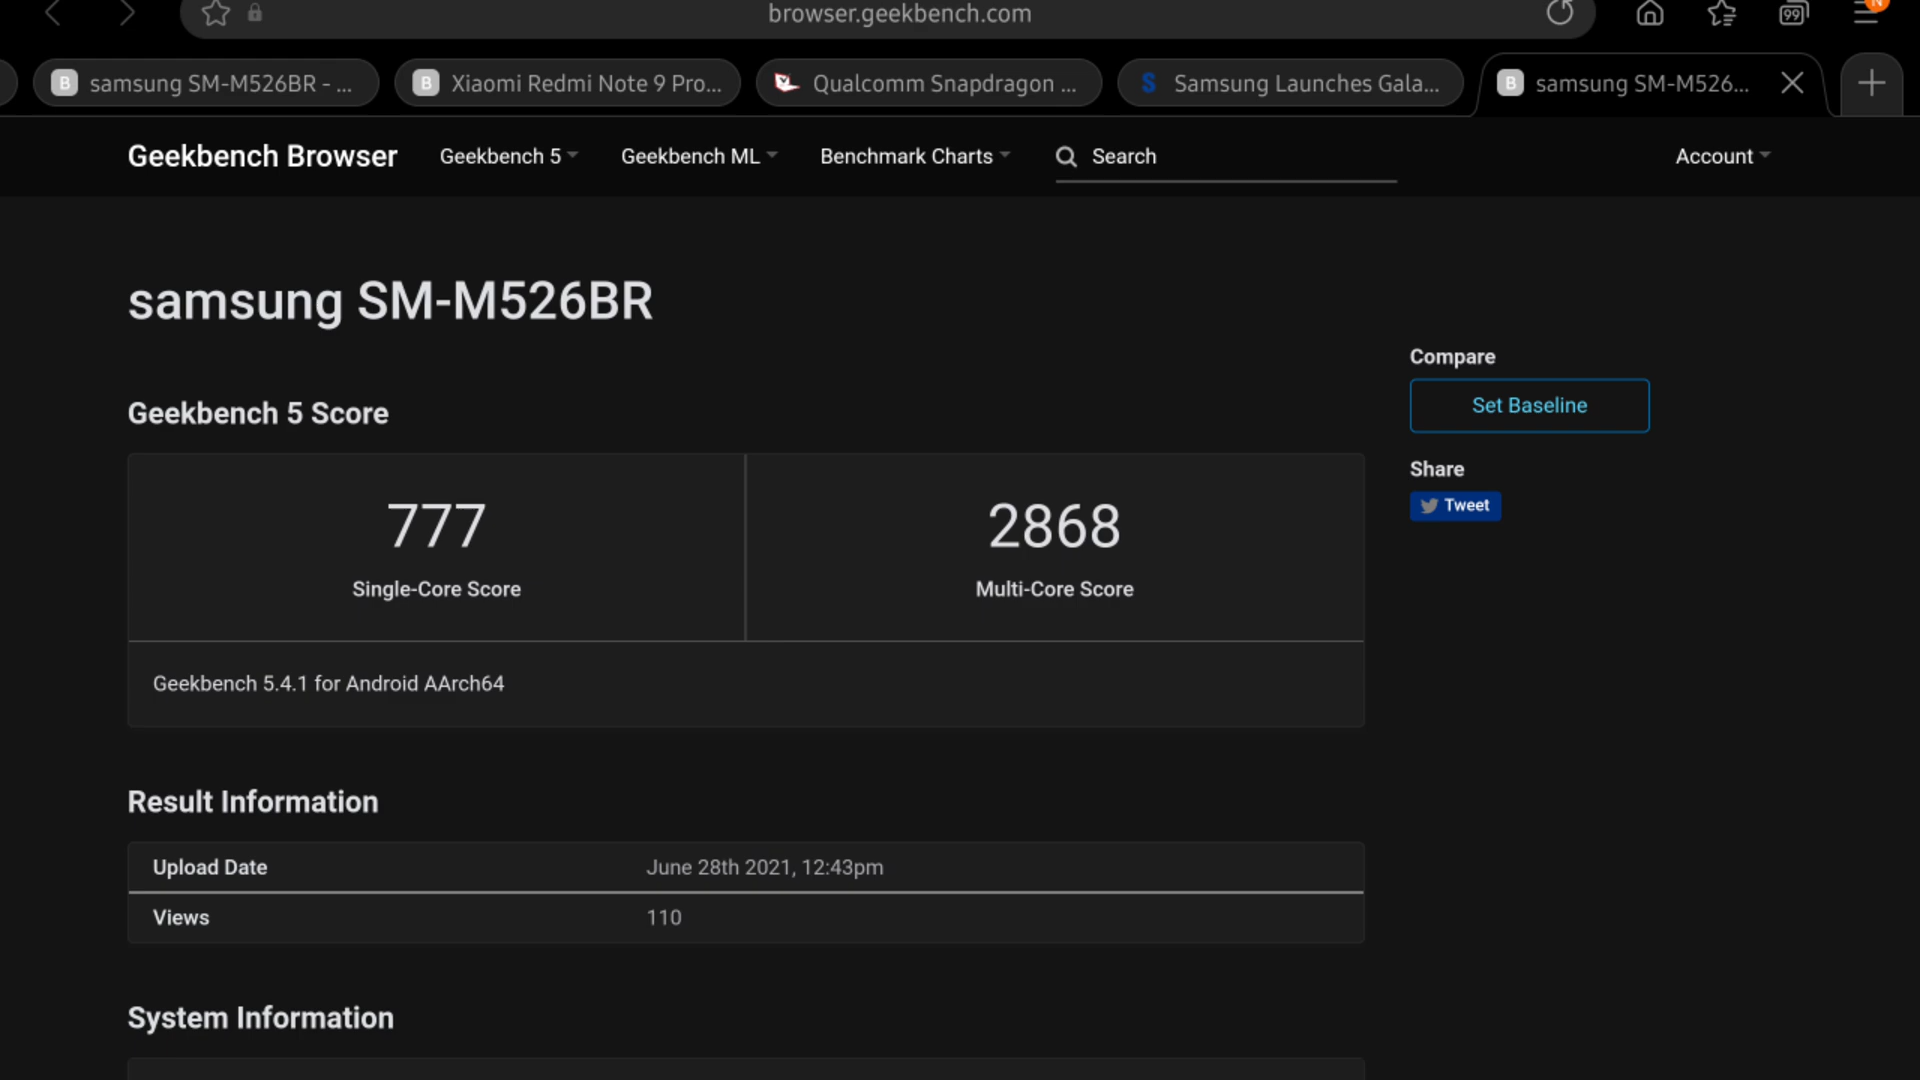 browser.geekbench.com
99
N
B samsung SM-M526BR - ...
B Xiaomi Redmi Note 9 Pro...
Qualcomm Snapdragon ...
S Samsung Launches Gala...
B samsung SM-M526...
Geekbench Browser
Geekbench 5
Geekbench ML
Benchmark Charts
Search
Account
samsung SM-M526BR
Compare
Set Baseline
Share
Tweet
Geekbench 5 Score
777
2868
Single-Core Score
Multi-Core Score
Geekbench 5.4.1 for Android AArch64
Result Information
Upload Date June 28th 2021, 12:43pm
Views 110
System Information